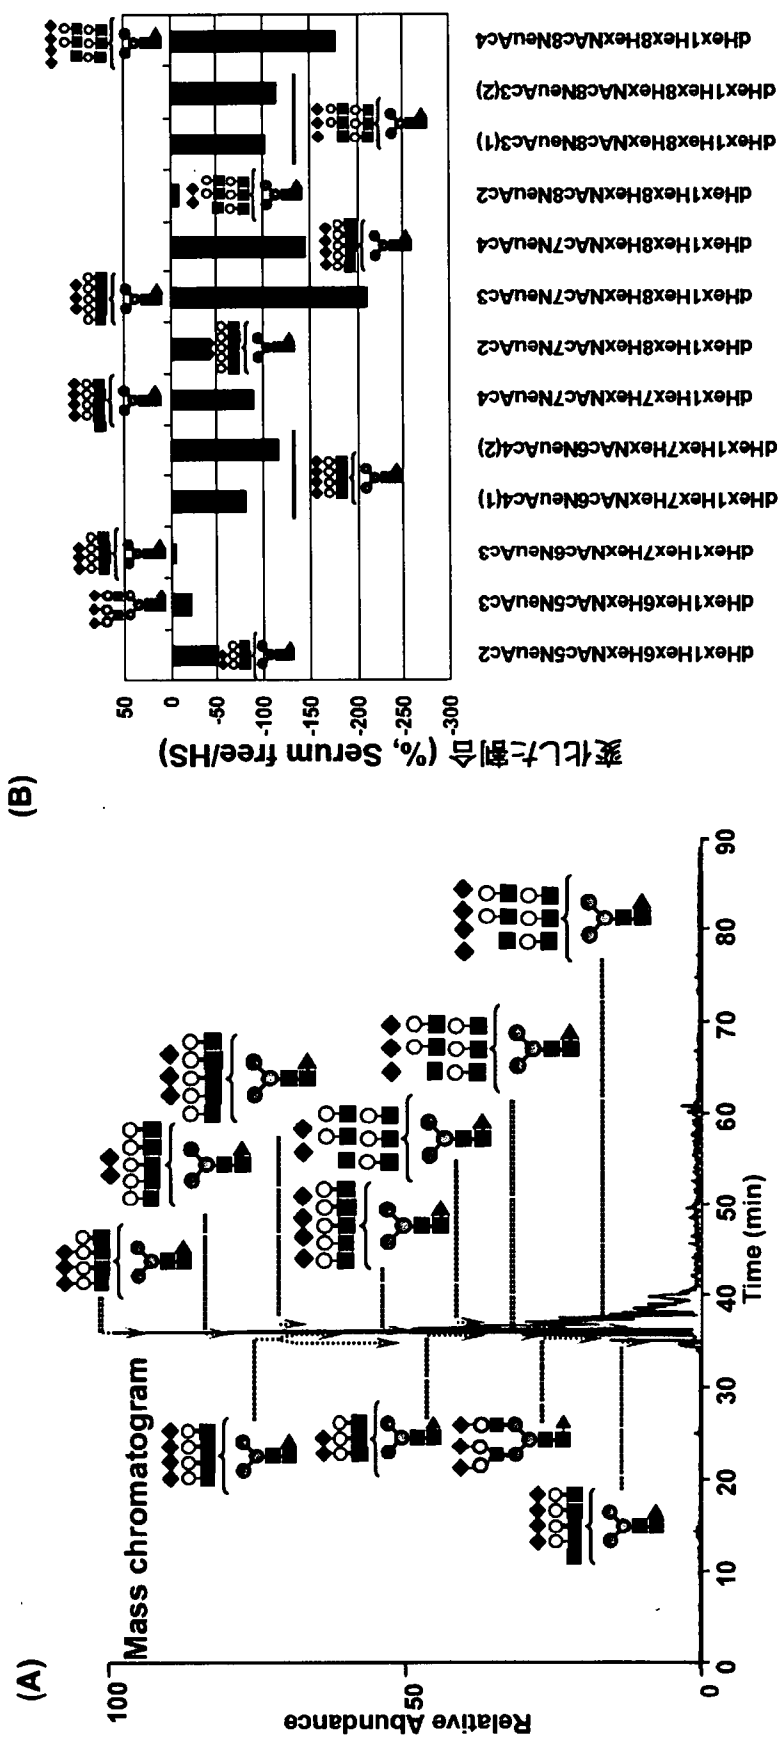 (A)
Mass chromatogram
Relative Abundance
100
50
0
0
10
20
30
40
50
60
70
80
90
Time (min)
(B)
変化した割合 (%, Serum free/HS)
50
0
-50
-100
-150
-200
-250
-300
dHex1Hex6HexNAc5NeuAc2
dHex1Hex6HexNAc5NeuAc3
dHex1Hex7HexNAc6NeuAc3
dHex1Hex7HexNAc6NeuAc4(1)
dHex1Hex7HexNAc6NeuAc4(2)
dHex1Hex7HexNAc7NeuAc4
dHex1Hex8HexNAc7NeuAc2
dHex1Hex8HexNAc7NeuAc3
dHex1Hex8HexNAc7NeuAc4
dHex1Hex8HexNAc8NeuAc2
dHex1Hex8HexNAc8NeuAc3(1)
dHex1Hex8HexNAc8NeuAc3(2)
dHex1Hex8HexNAc8NeuAc4